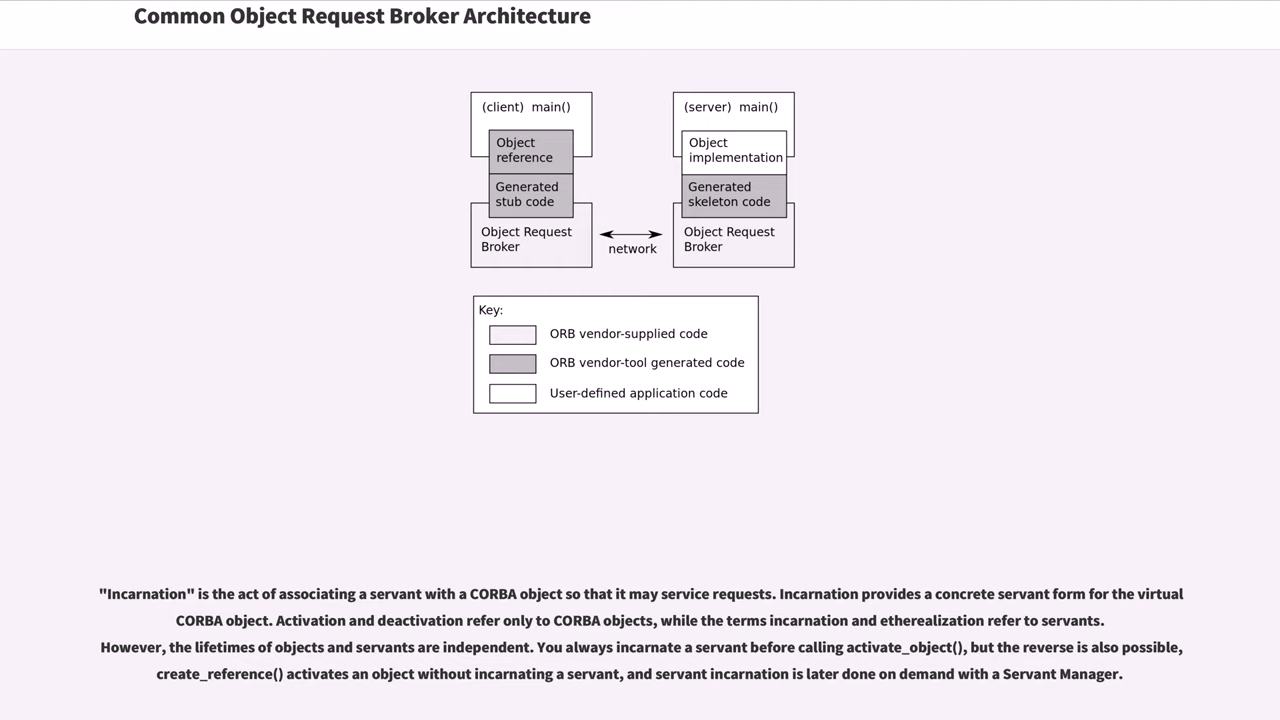 Common Object Request Broker Architecture
(client) main()
Object
reference
Generated
stub code
Object Request
Broker
network
(server) main()
Object
implementation
Generated
skeleton code
Object Request
Broker
Key:
ORB vendor-supplied code
ORB vendor-tool generated code
User-defined application code
"Incarnation" is the act of associating a servant with a CORBA object so that it may service requests. Incarnation provides a concrete servant form for the virtual
CORBA object. Activation and deactivation refer only to CORBA objects, while the terms incarnation and etherealization refer to servants.
However, the lifetimes of objects and servants are independent. You always incarnate a servant before calling activate_object(), but the reverse is also possible,
create_reference() activates an object without incarnating a servant, and servant incarnation is later done on demand with a Servant Manager.